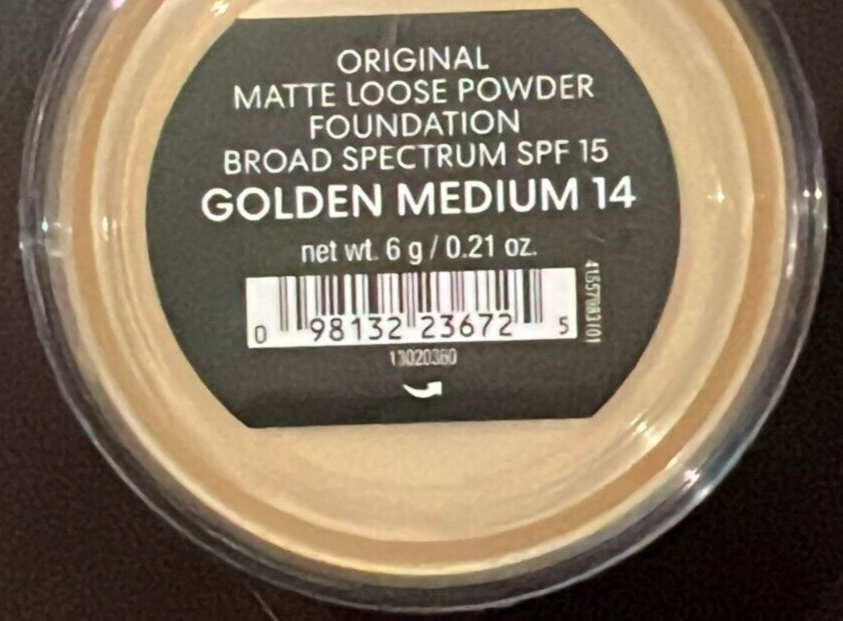 ORIGINAL
MATTE LOOSE POWDER
FOUNDATION
BROAD SPECTRUM SPF 15
GOLDEN MEDIUM 14
net wt. 6 g / 0.21 oz.
0 98132 23672 5
13020360